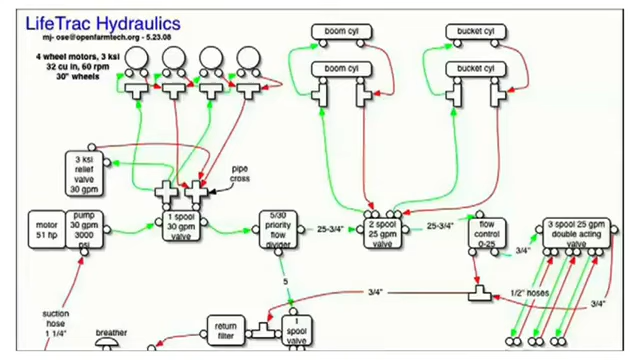 LifeTrac Hydraulics
mj- ose@openfarmtech.org - 5.23.08
4 wheel motors, 3 ksi
32 cu in, 60 rpm
30" wheels
boom cyl
bucket cyl
boom cyl
bucket cyl
3 ksi
relief
valve
30 gpm
pipe
cross
motor
51 hp
pump
30 gpm
3000
psi
1 spool
30 gpm
valve
5/30
priority
flow
divider
25-3/4"
2 spool
25 gpm
valve
25-3/4"
flow
control
0-25
3/4"
3 spool 25 gpm
double acting
valve
5
3/4"
1/2" hoses
3/4"
suction
hose
1 1/4"
breather
return
filter
1
spool
valve